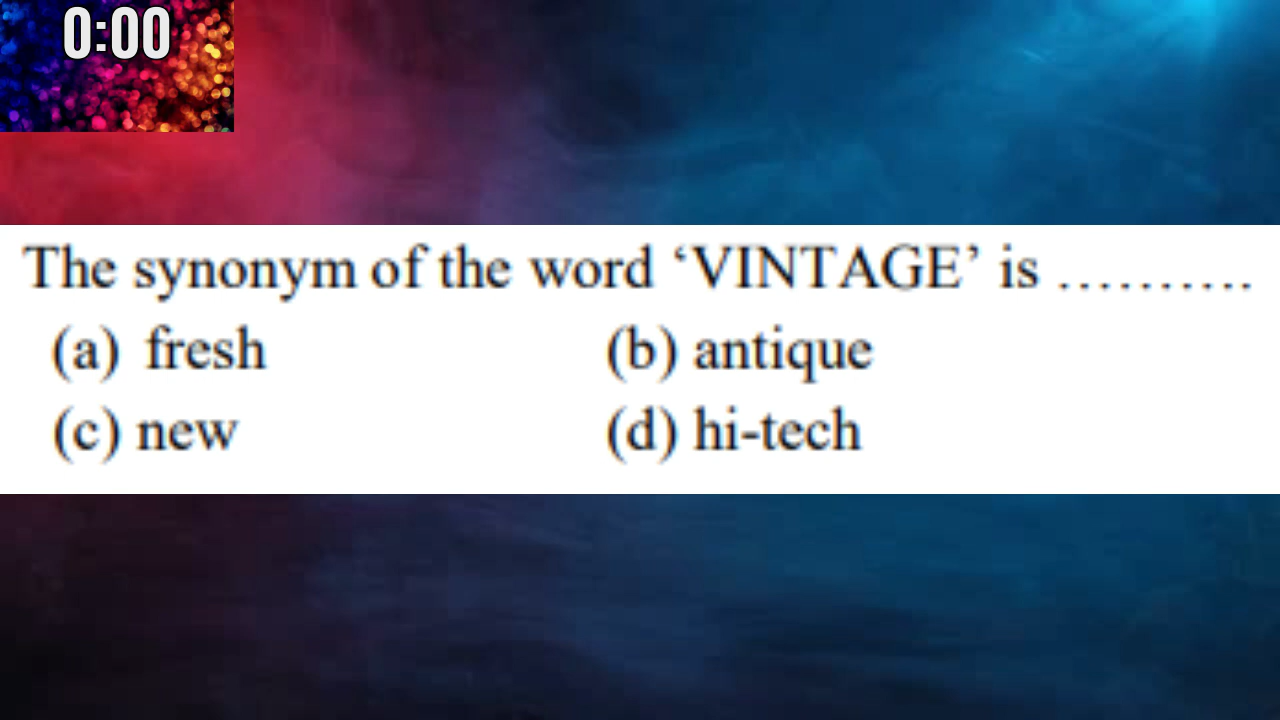 0:00
The synonym of the word ‘VINTAGE’ is ..........
(a) fresh (b) antique
(c) new (d) hi-tech